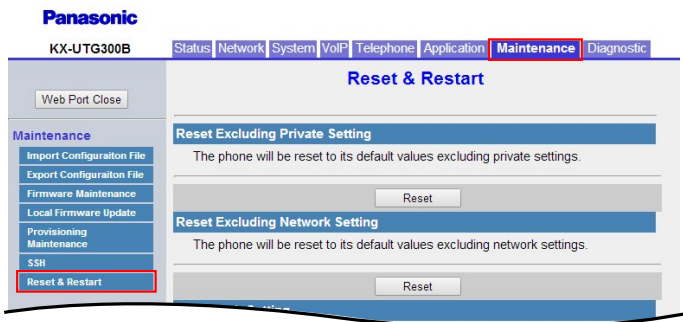 Panasonic
KX-UTG300B
Status Network System VoIP Telephone Application Maintenance Diagnostic
Web Port Close
Maintenance
Import Configuraiton File
Export Configuraiton File
Firmware Maintenance
Local Firmware Update
Provisioning
Maintenance
SSH
Reset & Restart
Reset & Restart
Reset Excluding Private Setting
The phone will be reset to its default values excluding private settings.
Reset
Reset Excluding Network Setting
The phone will be reset to its default values excluding network settings.
Reset